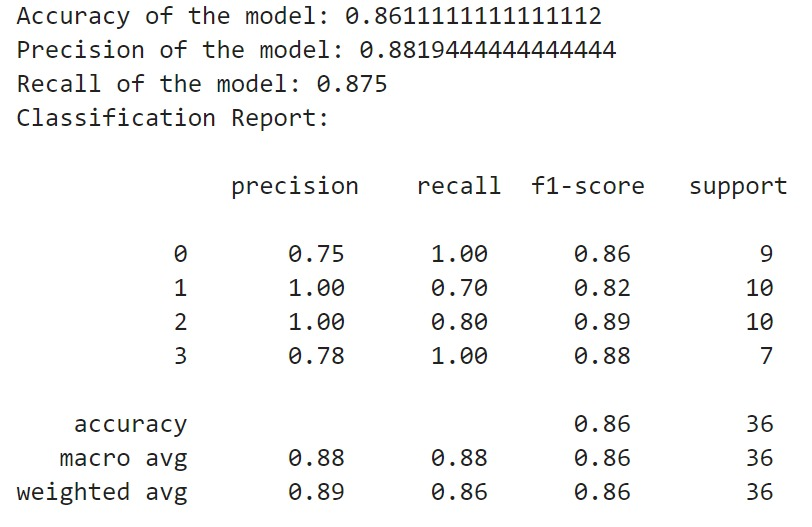 Accuracy of the model: 0.8611111111111112
Precision of the model: 0.8819444444444444
Recall of the model: 0.875
Classification Report:
precision recall f1-score support
0 0.75 1.00 0.86 9
1 1.00 0.70 0.82 10
2 1.00 0.80 0.89 10
3 0.78 1.00 0.88 7
accuracy 0.86 36
macro avg 0.88 0.88 0.86 36
weighted avg 0.89 0.86 0.86 36